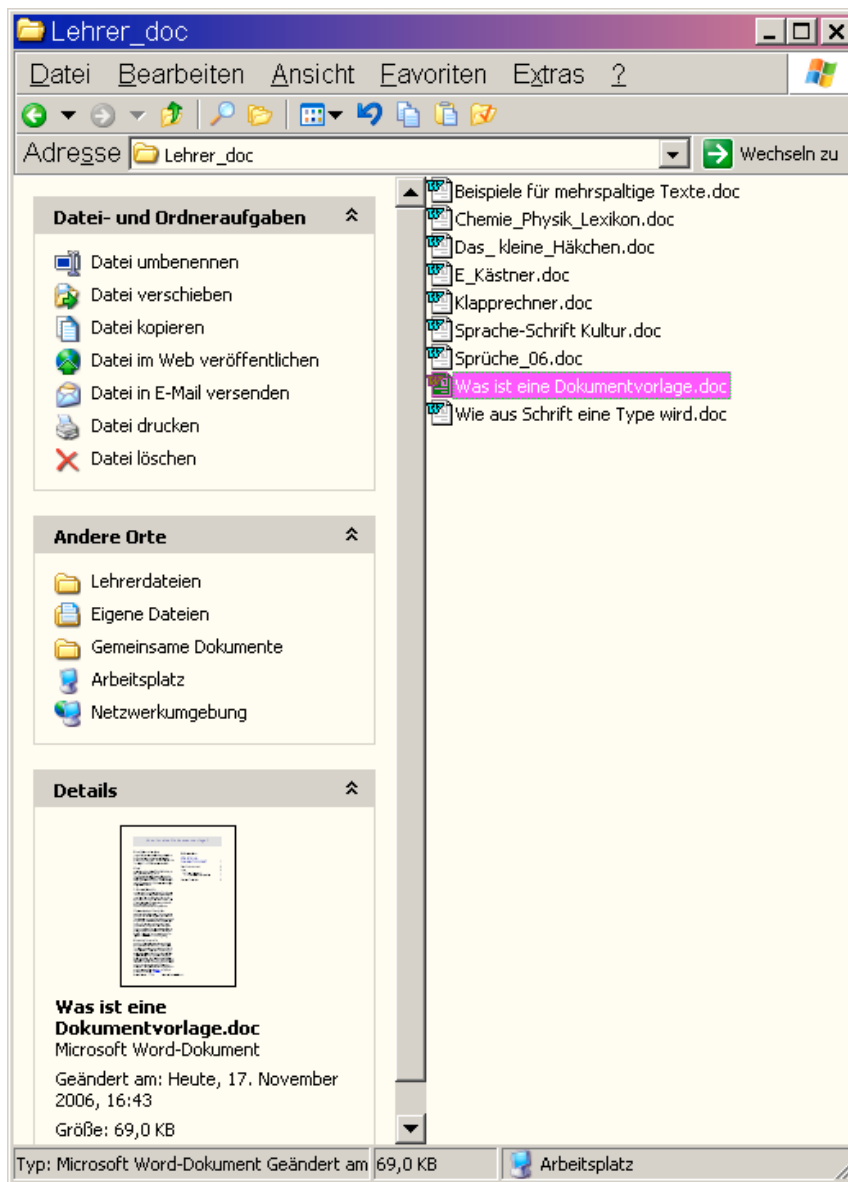 Lehrer_doc
Datei Bearbeiten Ansicht Favoriten Extras ?
Adresse Lehrer_doc Wechseln zu
Datei- und Ordneraufgaben
Datei umbenennen
Datei verschieben
Datei kopieren
Datei im Web veröffentlichen
Datei in E-Mail versenden
Datei drucken
Datei löschen
Andere Orte
Lehrerdateien
Eigene Dateien
Gemeinsame Dokumente
Arbeitsplatz
Netzwerkumgebung
Details
Was ist eine
Dokumentvorlage.doc
Microsoft Word-Dokument
Geändert am: Heute, 17. November
2006, 16:43
Größe: 69,0 KB
Beispiele für mehrspaltige Texte.doc
Chemie_Physik_Lexikon.doc
Das_ kleine_Häkchen.doc
E_Kästner.doc
Klapprechner.doc
Sprache-Schrift Kultur.doc
Sprüche_06.doc
Was ist eine Dokumentvorlage.doc
Wie aus Schrift eine Type wird.doc
Typ: Microsoft Word-Dokument Geändert am 69,0 KB Arbeitsplatz